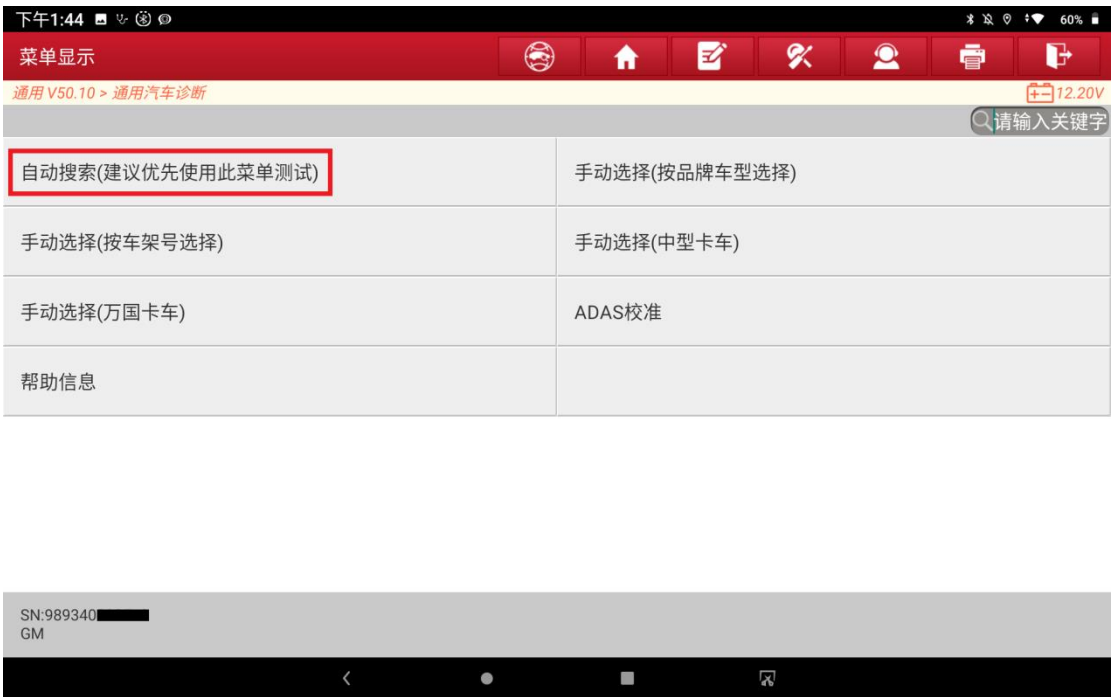 下午1:44
60%
菜单显示
通用 V50.10 > 通用汽车诊断
12.20V
请输入关键字
自动搜索(建议优先使用此菜单测试)
手动选择(按品牌车型选择)
手动选择(按车架号选择)
手动选择(中型卡车)
手动选择(万国卡车)
ADAS校准
帮助信息
SN:989340
GM